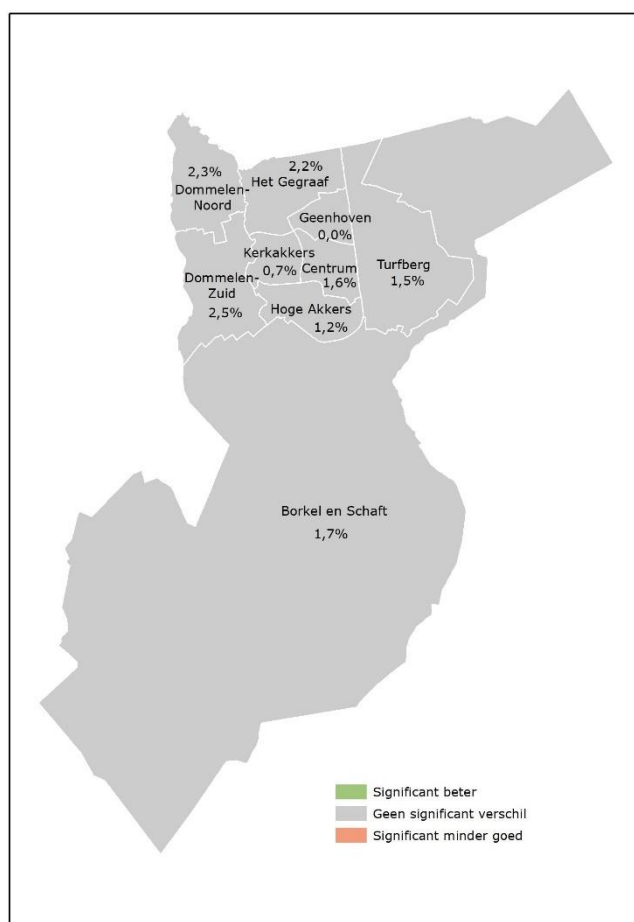 2,3%
Dommelen-
Noord
2,2%
Het Gegraaf
Geenhoven
0,0%
Kerkakkers
0,7%
Centrum
1,6%
Turfberg
1,5%
Dommelen-
Zuid
2,5%
Hoge Akkers
1,2%
Borkel en Schaft
1,7%
Significant beter
Geen significant verschil
Significant minder goed